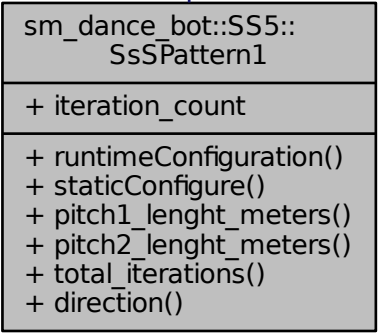 sm_dance_bot::SS5::
SsSPattern1
+ iteration_count
+ runtimeConfiguration()
+ staticConfigure()
+ pitch1_lenght_meters()
+ pitch2_lenght_meters()
+ total_iterations()
+ direction()